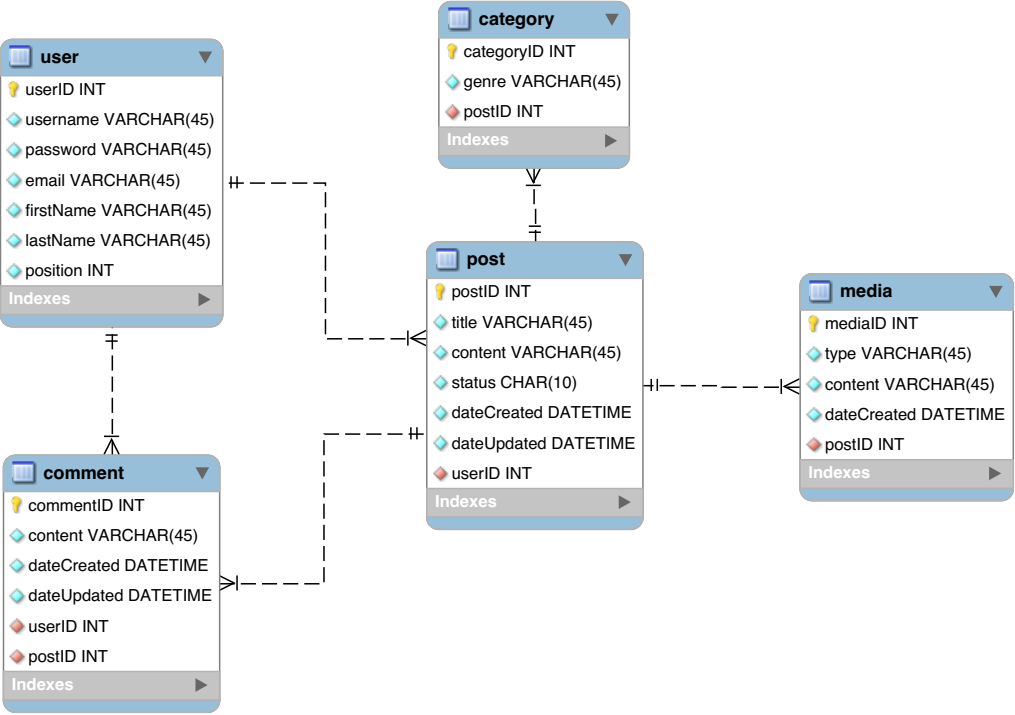 user
userID INT
username VARCHAR(45)
password VARCHAR(45)
email VARCHAR(45)
firstName VARCHAR(45)
lastName VARCHAR(45)
position INT
Indexes
category
categoryID INT
genre VARCHAR(45)
postID INT
Indexes
post
postID INT
title VARCHAR(45)
content VARCHAR(45)
status CHAR(10)
dateCreated DATETIME
dateUpdated DATETIME
userID INT
Indexes
media
mediaID INT
type VARCHAR(45)
content VARCHAR(45)
dateCreated DATETIME
postID INT
Indexes
comment
commentID INT
content VARCHAR(45)
dateCreated DATETIME
dateUpdated DATETIME
userID INT
postID INT
Indexes